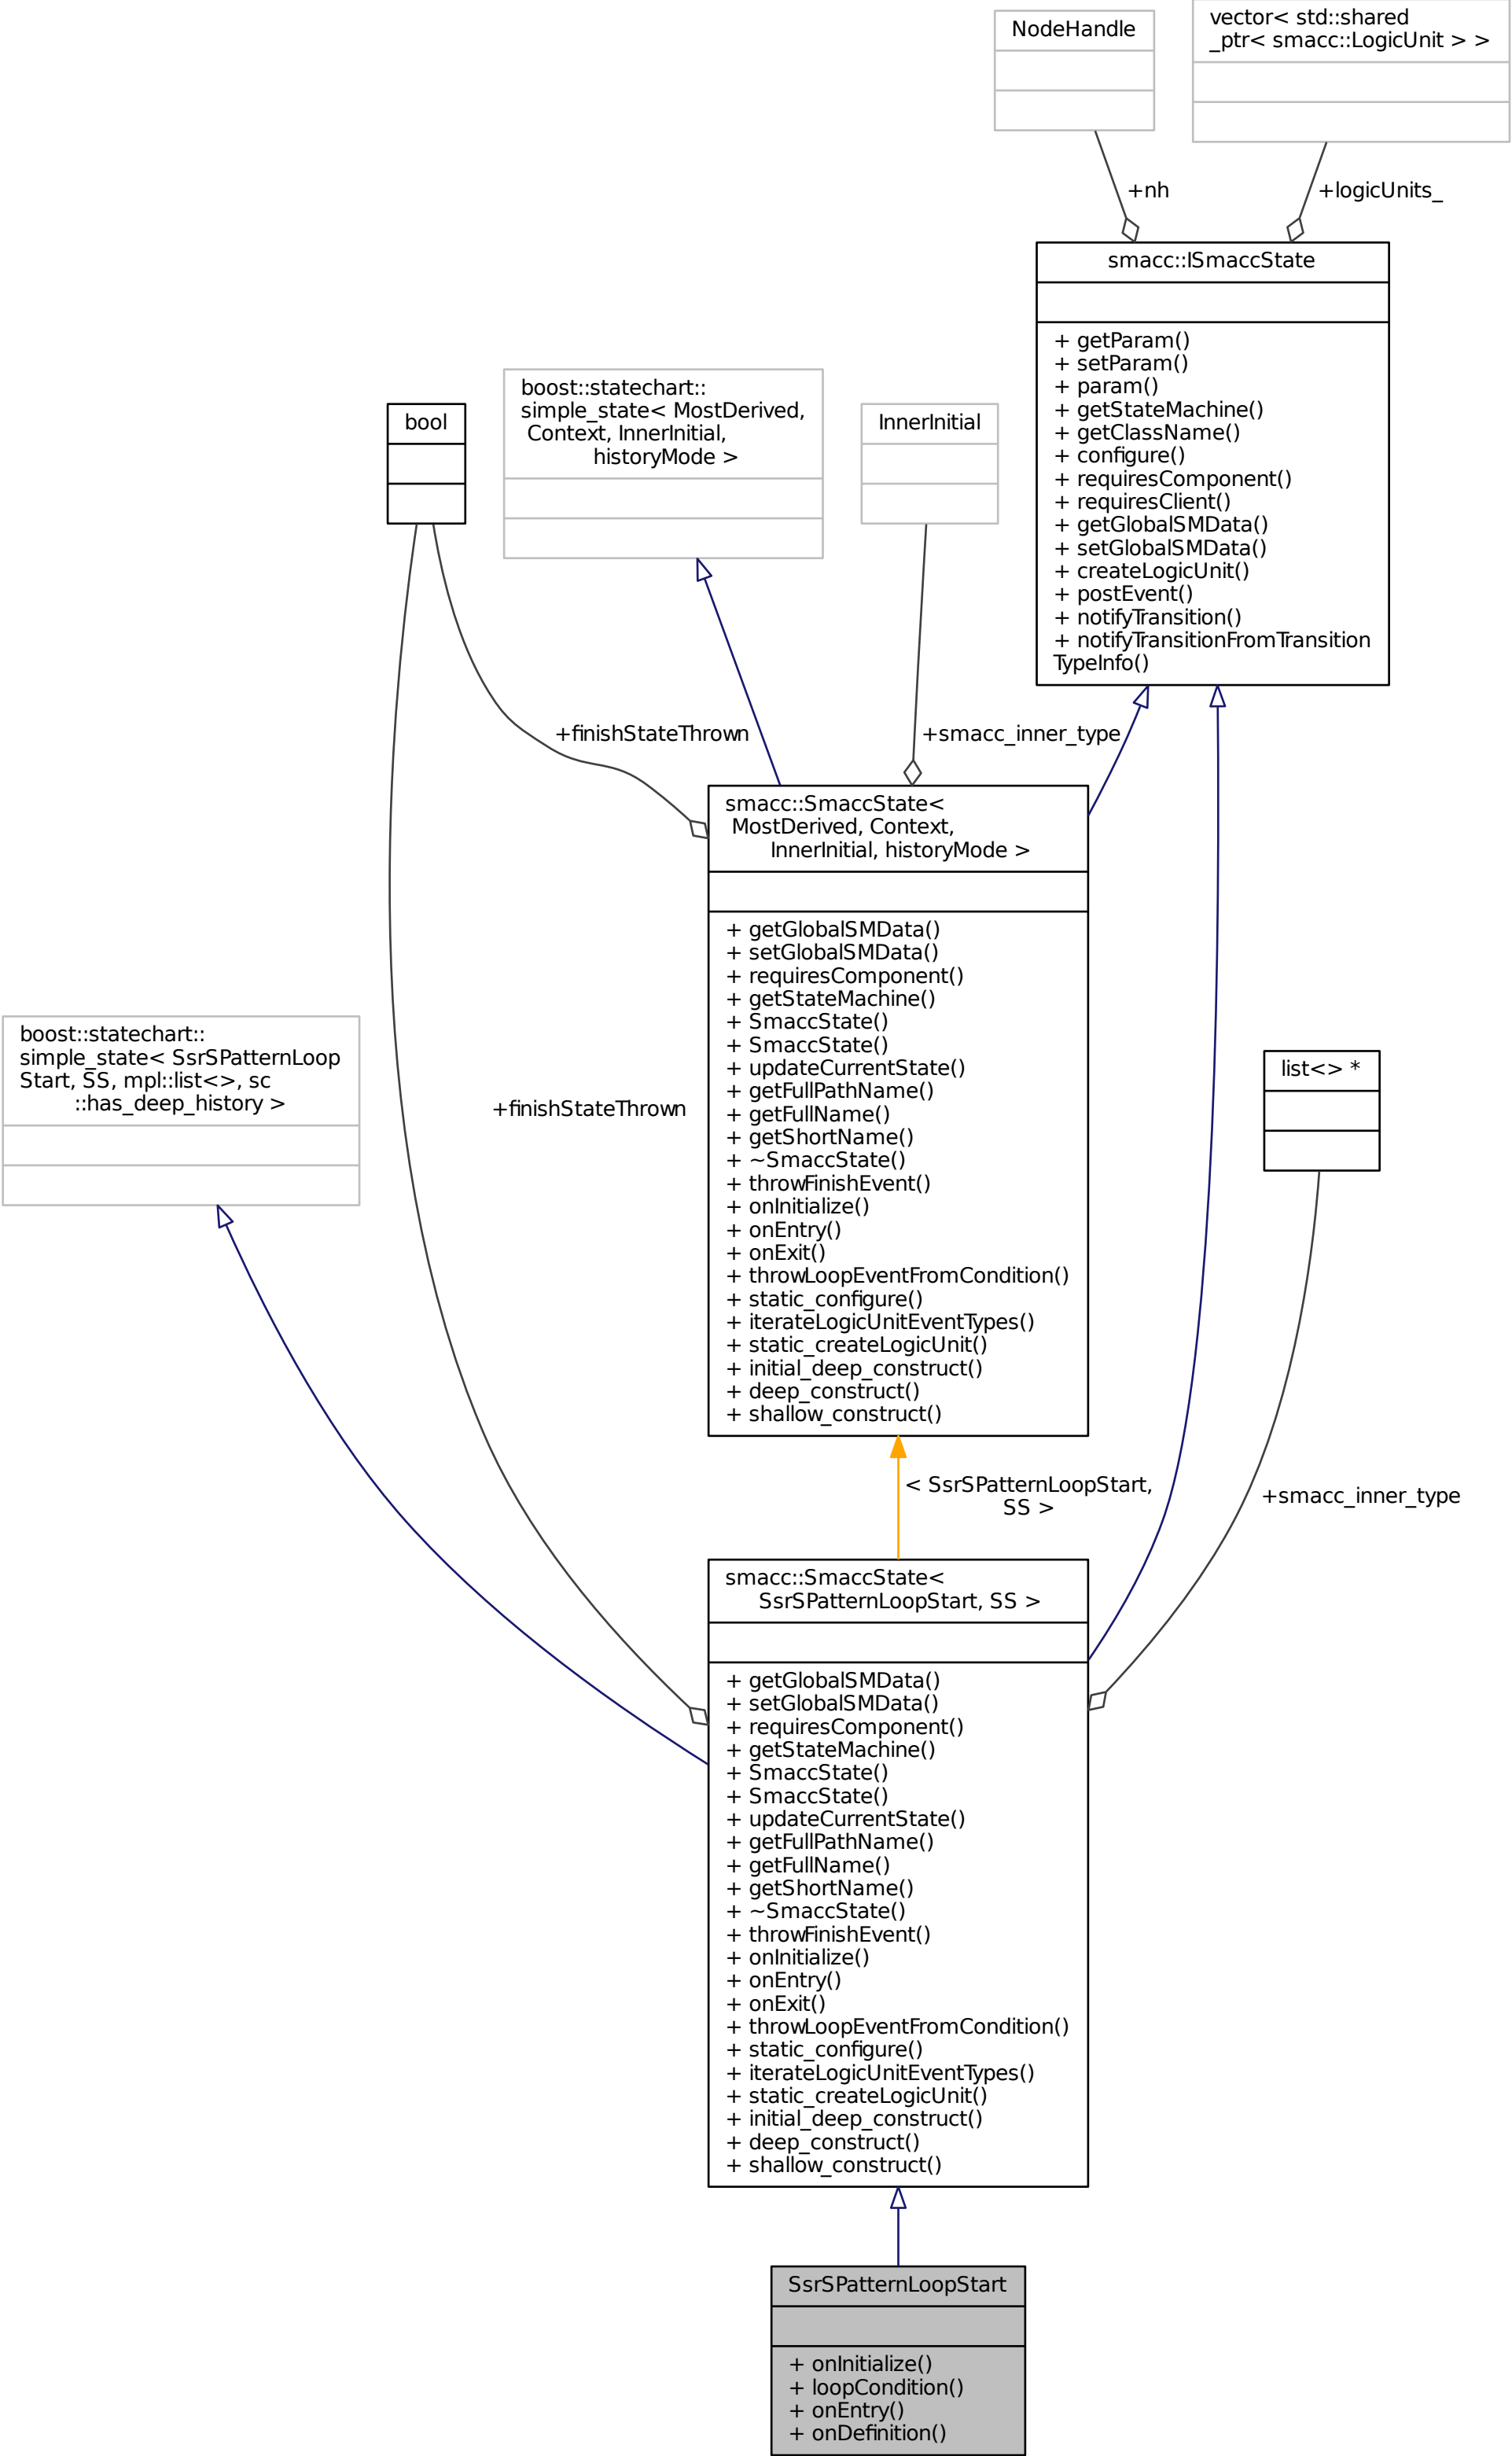 NodeHandle
vector< std::shared
_ptr< smacc::LogicUnit > >
+nh
+logicUnits_
smacc::ISmaccState
+ getParam()
+ setParam()
+ param()
+ getStateMachine()
+ getClassName()
+ configure()
+ requiresComponent()
+ requiresClient()
+ getGlobalSMData()
+ setGlobalSMData()
+ createLogicUnit()
+ postEvent()
+ notifyTransition()
+ notifyTransitionFromTransition
TypeInfo()
bool
boost::statechart::
simple_state< MostDerived,
Context, InnerInitial,
historyMode >
InnerInitial
+finishStateThrown
+smacc_inner_type
smacc::SmaccState<
MostDerived, Context,
InnerInitial, historyMode >
+ getGlobalSMData()
+ setGlobalSMData()
+ requiresComponent()
+ getStateMachine()
+ SmaccState()
+ SmaccState()
+ updateCurrentState()
+ getFullPathName()
+ getFullName()
+ getShortName()
+ ~SmaccState()
+ throwFinishEvent()
+ onInitialize()
+ onEntry()
+ onExit()
+ throwLoopEventFromCondition()
+ static_configure()
+ iterateLogicUnitEventTypes()
+ static_createLogicUnit()
+ initial_deep_construct()
+ deep_construct()
+ shallow_construct()
boost::statechart::
simple_state< SsrSPatternLoop
Start, SS, mpl::list<>, sc
::has_deep_history >
+finishStateThrown
list<> *
< SsrSPatternLoopStart,
SS >
+smacc_inner_type
smacc::SmaccState<
SsrSPatternLoopStart, SS >
+ getGlobalSMData()
+ setGlobalSMData()
+ requiresComponent()
+ getStateMachine()
+ SmaccState()
+ SmaccState()
+ updateCurrentState()
+ getFullPathName()
+ getFullName()
+ getShortName()
+ ~SmaccState()
+ throwFinishEvent()
+ onInitialize()
+ onEntry()
+ onExit()
+ throwLoopEventFromCondition()
+ static_configure()
+ iterateLogicUnitEventTypes()
+ static_createLogicUnit()
+ initial_deep_construct()
+ deep_construct()
+ shallow_construct()
SsrSPatternLoopStart
+ onInitialize()
+ loopCondition()
+ onEntry()
+ onDefinition()